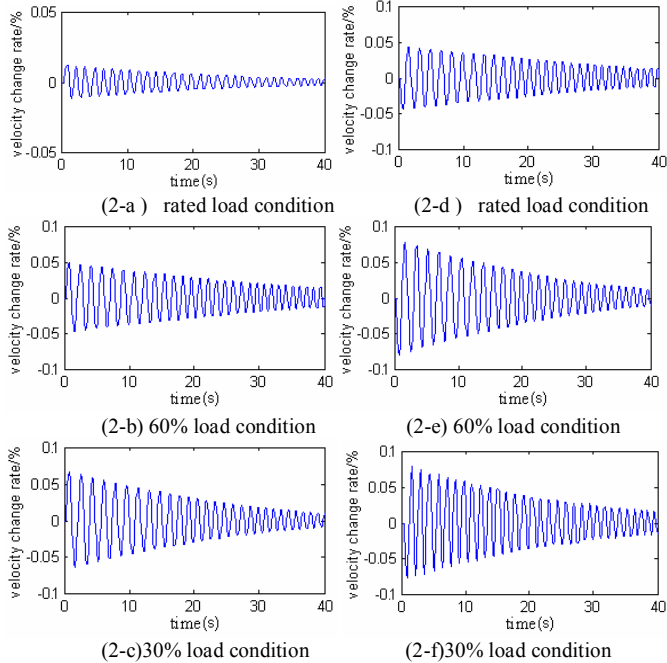 0.05
0
-0.05
velocity change rate/%
0 10 20 30 40
time(s)
(2-a ) rated load condition
0.1
0.05
0
-0.05
-0.1
velocity change rate/%
0 10 20 30 40
time(s)
(2-d ) rated load condition
0.1
0.05
0
-0.05
-0.1
velocity change rate/%
0 10 20 30 40
time(s)
(2-b) 60% load condition
0.1
0.05
0
-0.05
-0.1
velocity change rate/%
0 10 20 30 40
time(s)
(2-e) 60% load condition
0.1
0.05
0
-0.05
-0.1
velocity change rate/%
0 10 20 30 40
time(s)
(2-c)30% load condition
0.1
0.05
0
-0.05
-0.1
velocity change rate/%
0 10 20 30 40
time(s)
(2-f)30% load condition